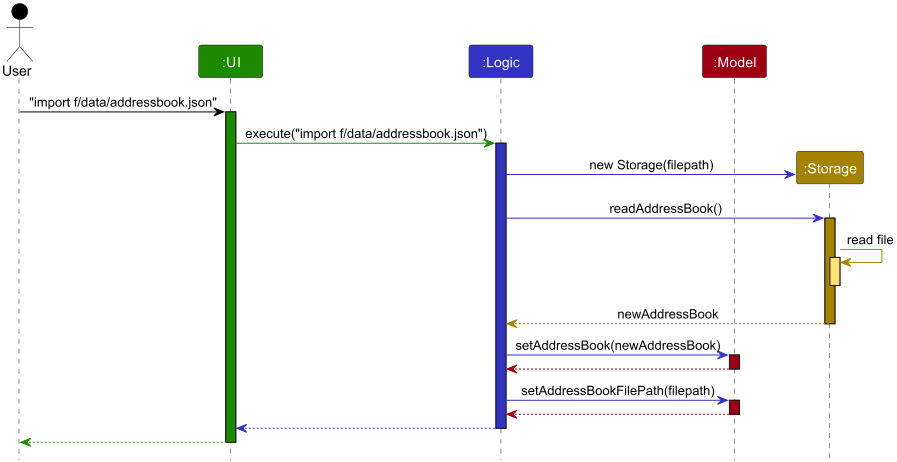 User
:UI
:Logic
:Model
"import f/data/addressbook.json"
execute("import f/data/addressbook.json")
new Storage(filepath)
:Storage
readAddressBook()
read file
newAddressBook
setAddressBook(newAddressBook)
setAddressBookFilePath(filepath)